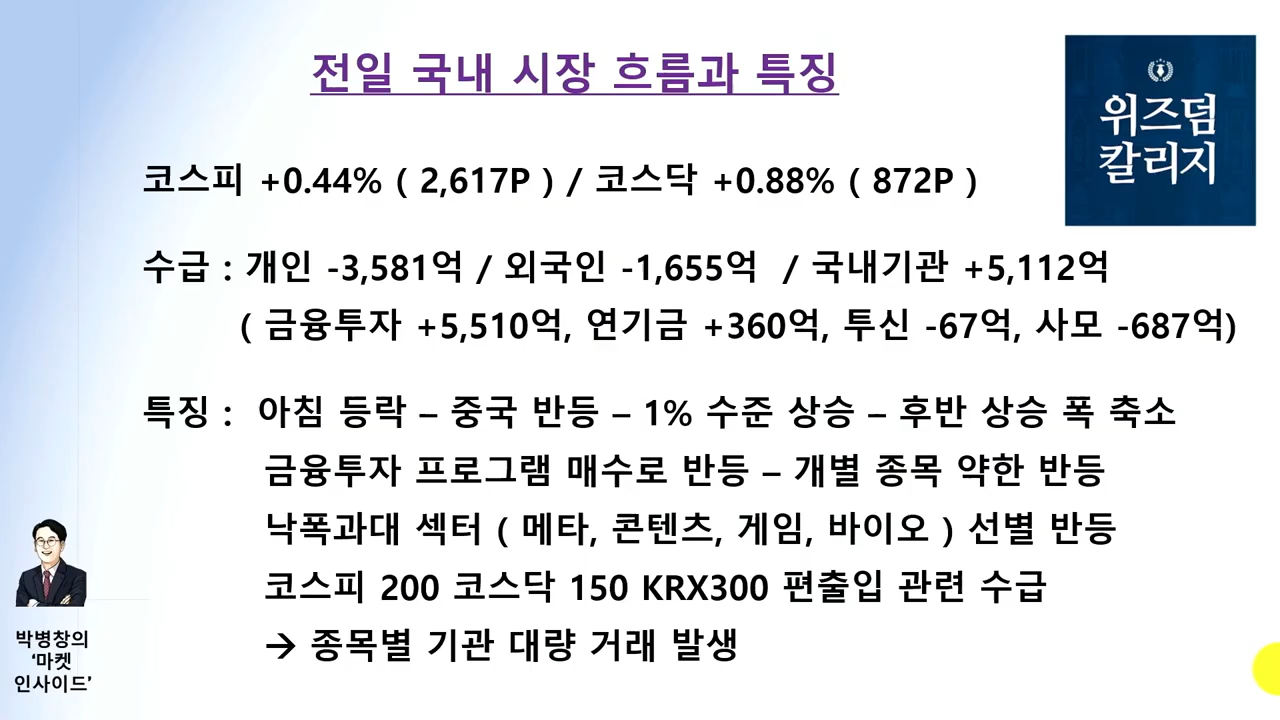 전일 국내 시장 흐름과 특징
위즈덤
칼리지
코스피 +0.44% ( 2,617P ) / 코스닥 +0.88% ( 872P )
수급 : 개인 -3,581억 / 외국인 -1,655억 / 국내기관 +5,112억
( 금융투자 +5,510억, 연기금 +360억, 투신 -67억, 사모 -687억)
특징 : 아침 등락 – 중국 반등 – 1% 수준 상승 – 후반 상승 폭 축소
금융투자 프로그램 매수로 반등 – 개별 종목 약한 반등
낙폭과대 섹터 ( 메타, 콘텐츠, 게임, 바이오 ) 선별 반등
코스피 200 코스닥 150 KRX300 편출입 관련 수급
→ 종목별 기관 대량 거래 발생
박병창의
‘마켓
인사이드’